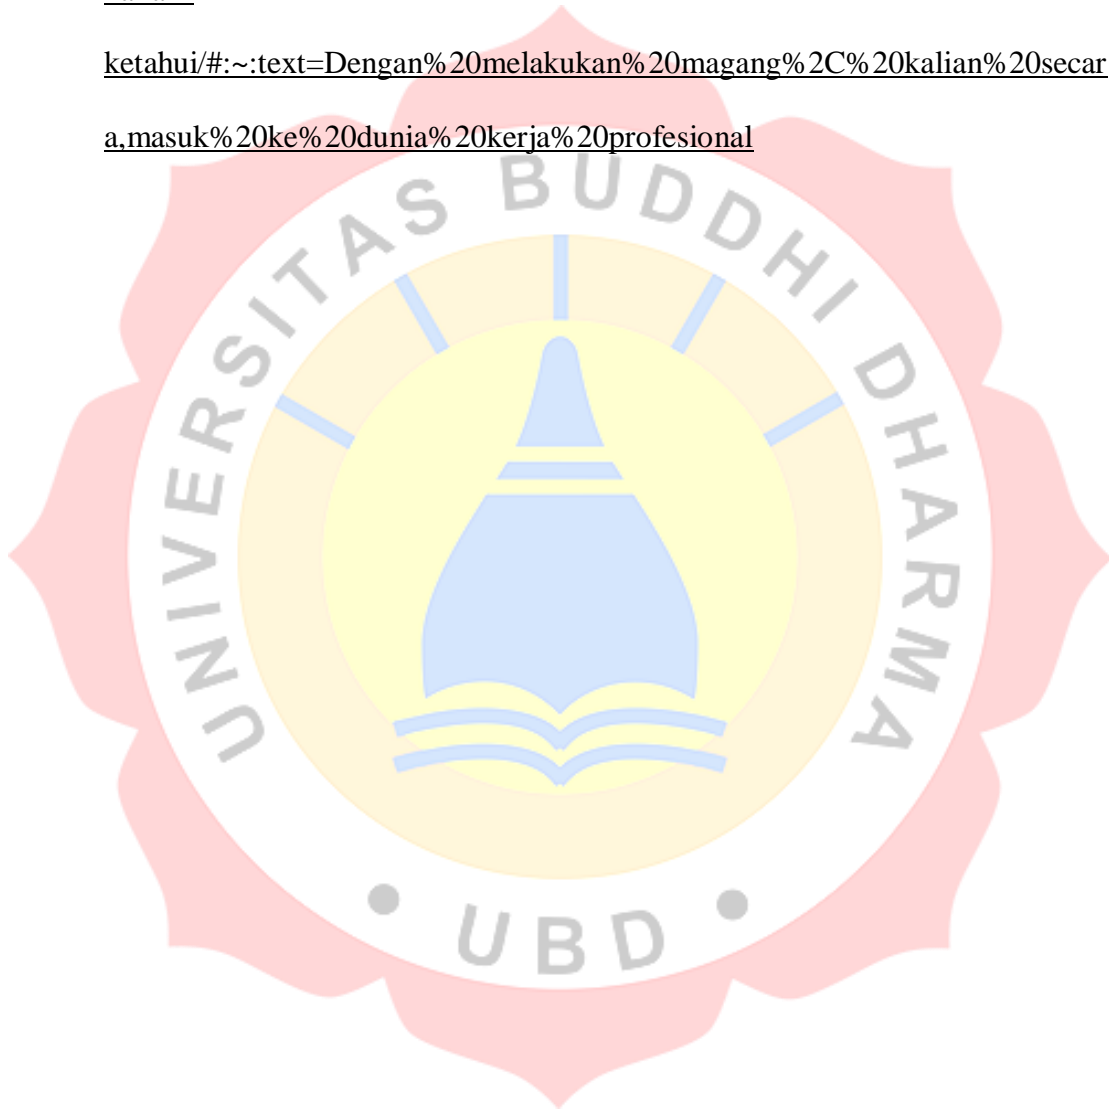 ketahui/#:~:text=Dengan%20melakukan%20magang%2C%20kalian%20secar
a,masuk%20ke%20dunia%20kerja%20profesional
UNIVERSITAS BUDDHI DHARMA
• UBD •